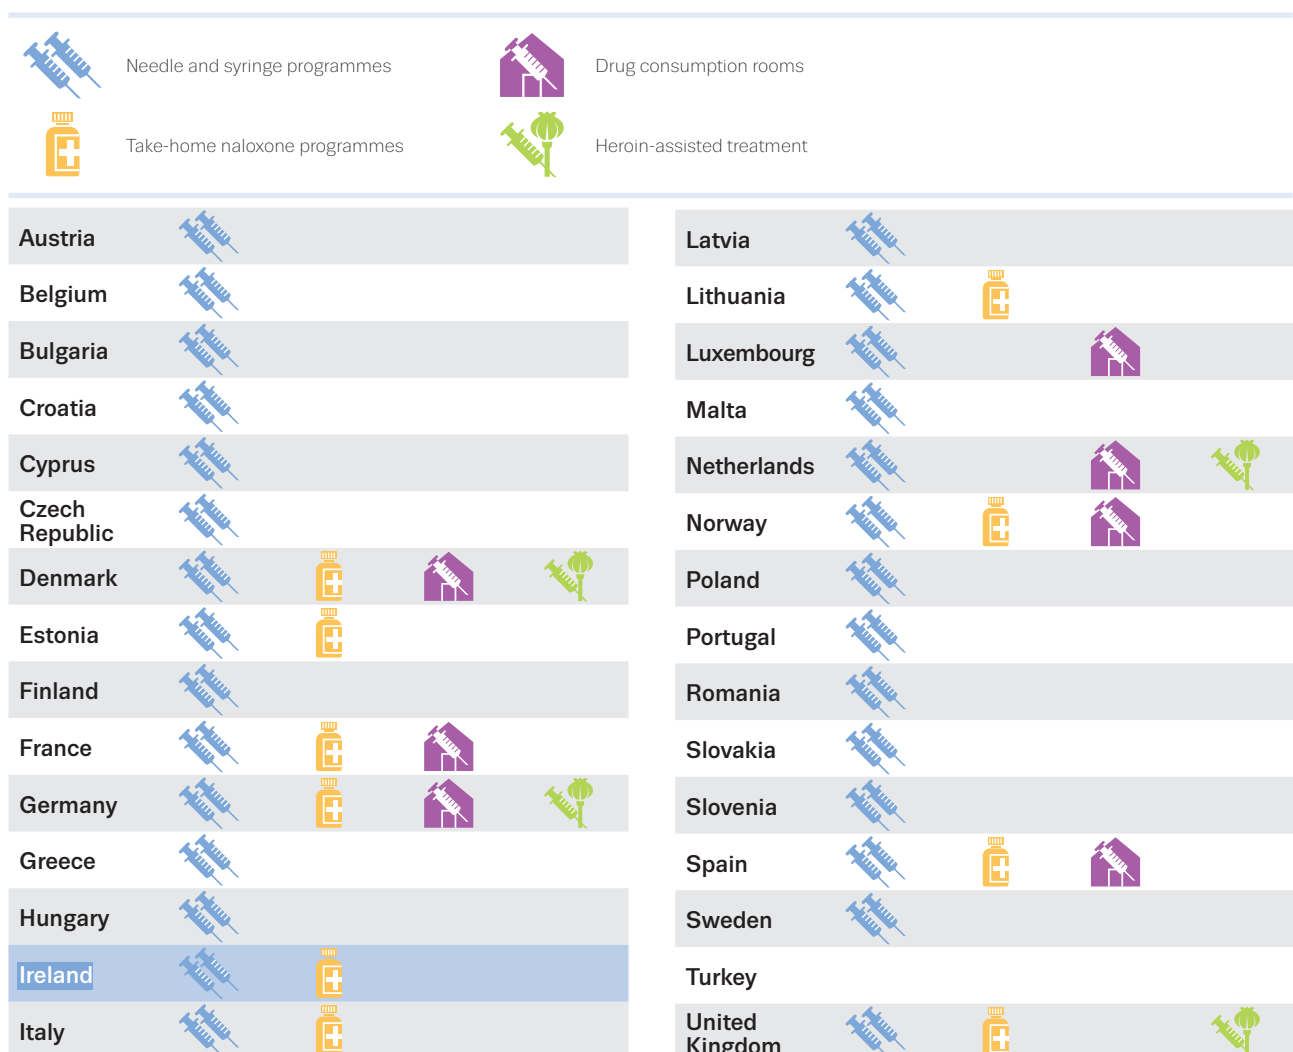 Needle and syringe programmes
Drug consumption rooms
Take-home naloxone programmes
Heroin-assisted treatment
Austria
Belgium
Bulgaria
Croatia
Cyprus
Czech
Republic
Denmark
Estonia
Finland
France
Germany
Greece
Hungary
Ireland
Italy
Latvia
Lithuania
Luxembourg
Malta
Netherlands
Norway
Poland
Portugal
Romania
Slovakia
Slovenia
Spain
Sweden
Turkey
United
Kingdom